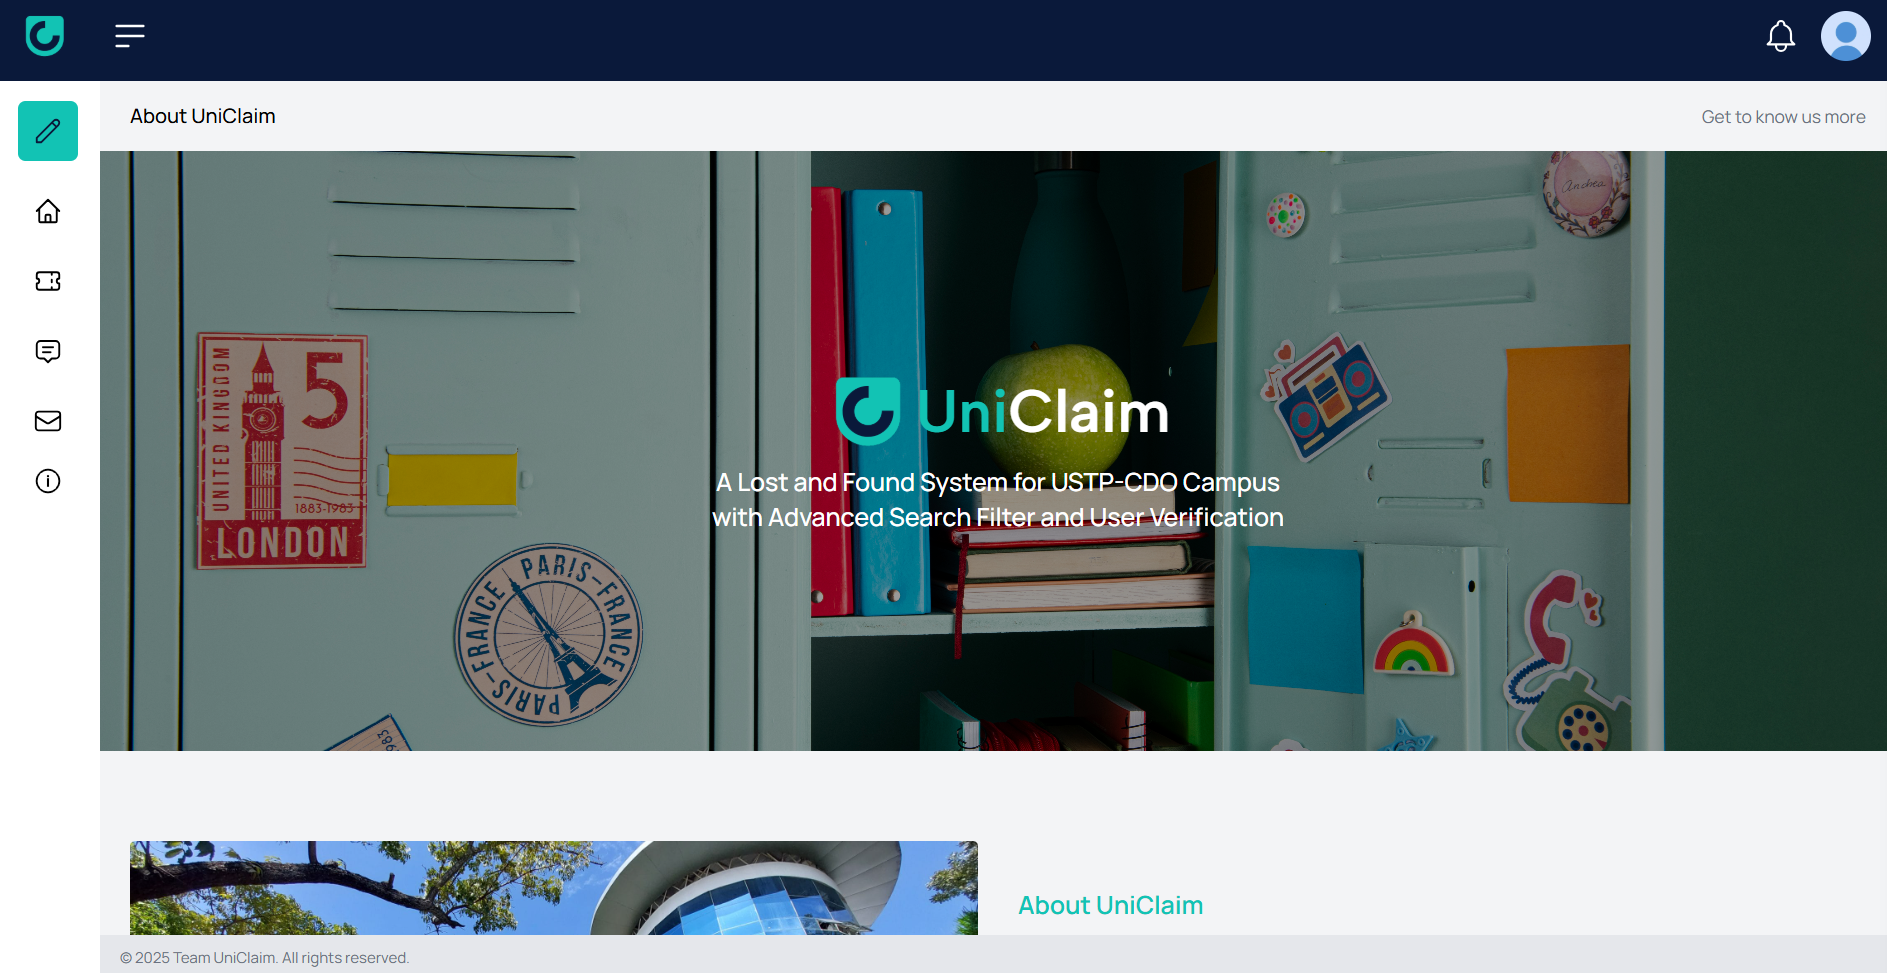 About UniClaim
Get to know us more
Andrea
UNITED KINGDOM
5
1883-1983
LONDON
UniClaim
A Lost and Found System for USTP-CDO Campus
with Advanced Search Filter and User Verification
PARIS-FRANCE
PARIS-FRANCE
1983
About UniClaim
© 2025 Team UniClaim. All rights reserved.